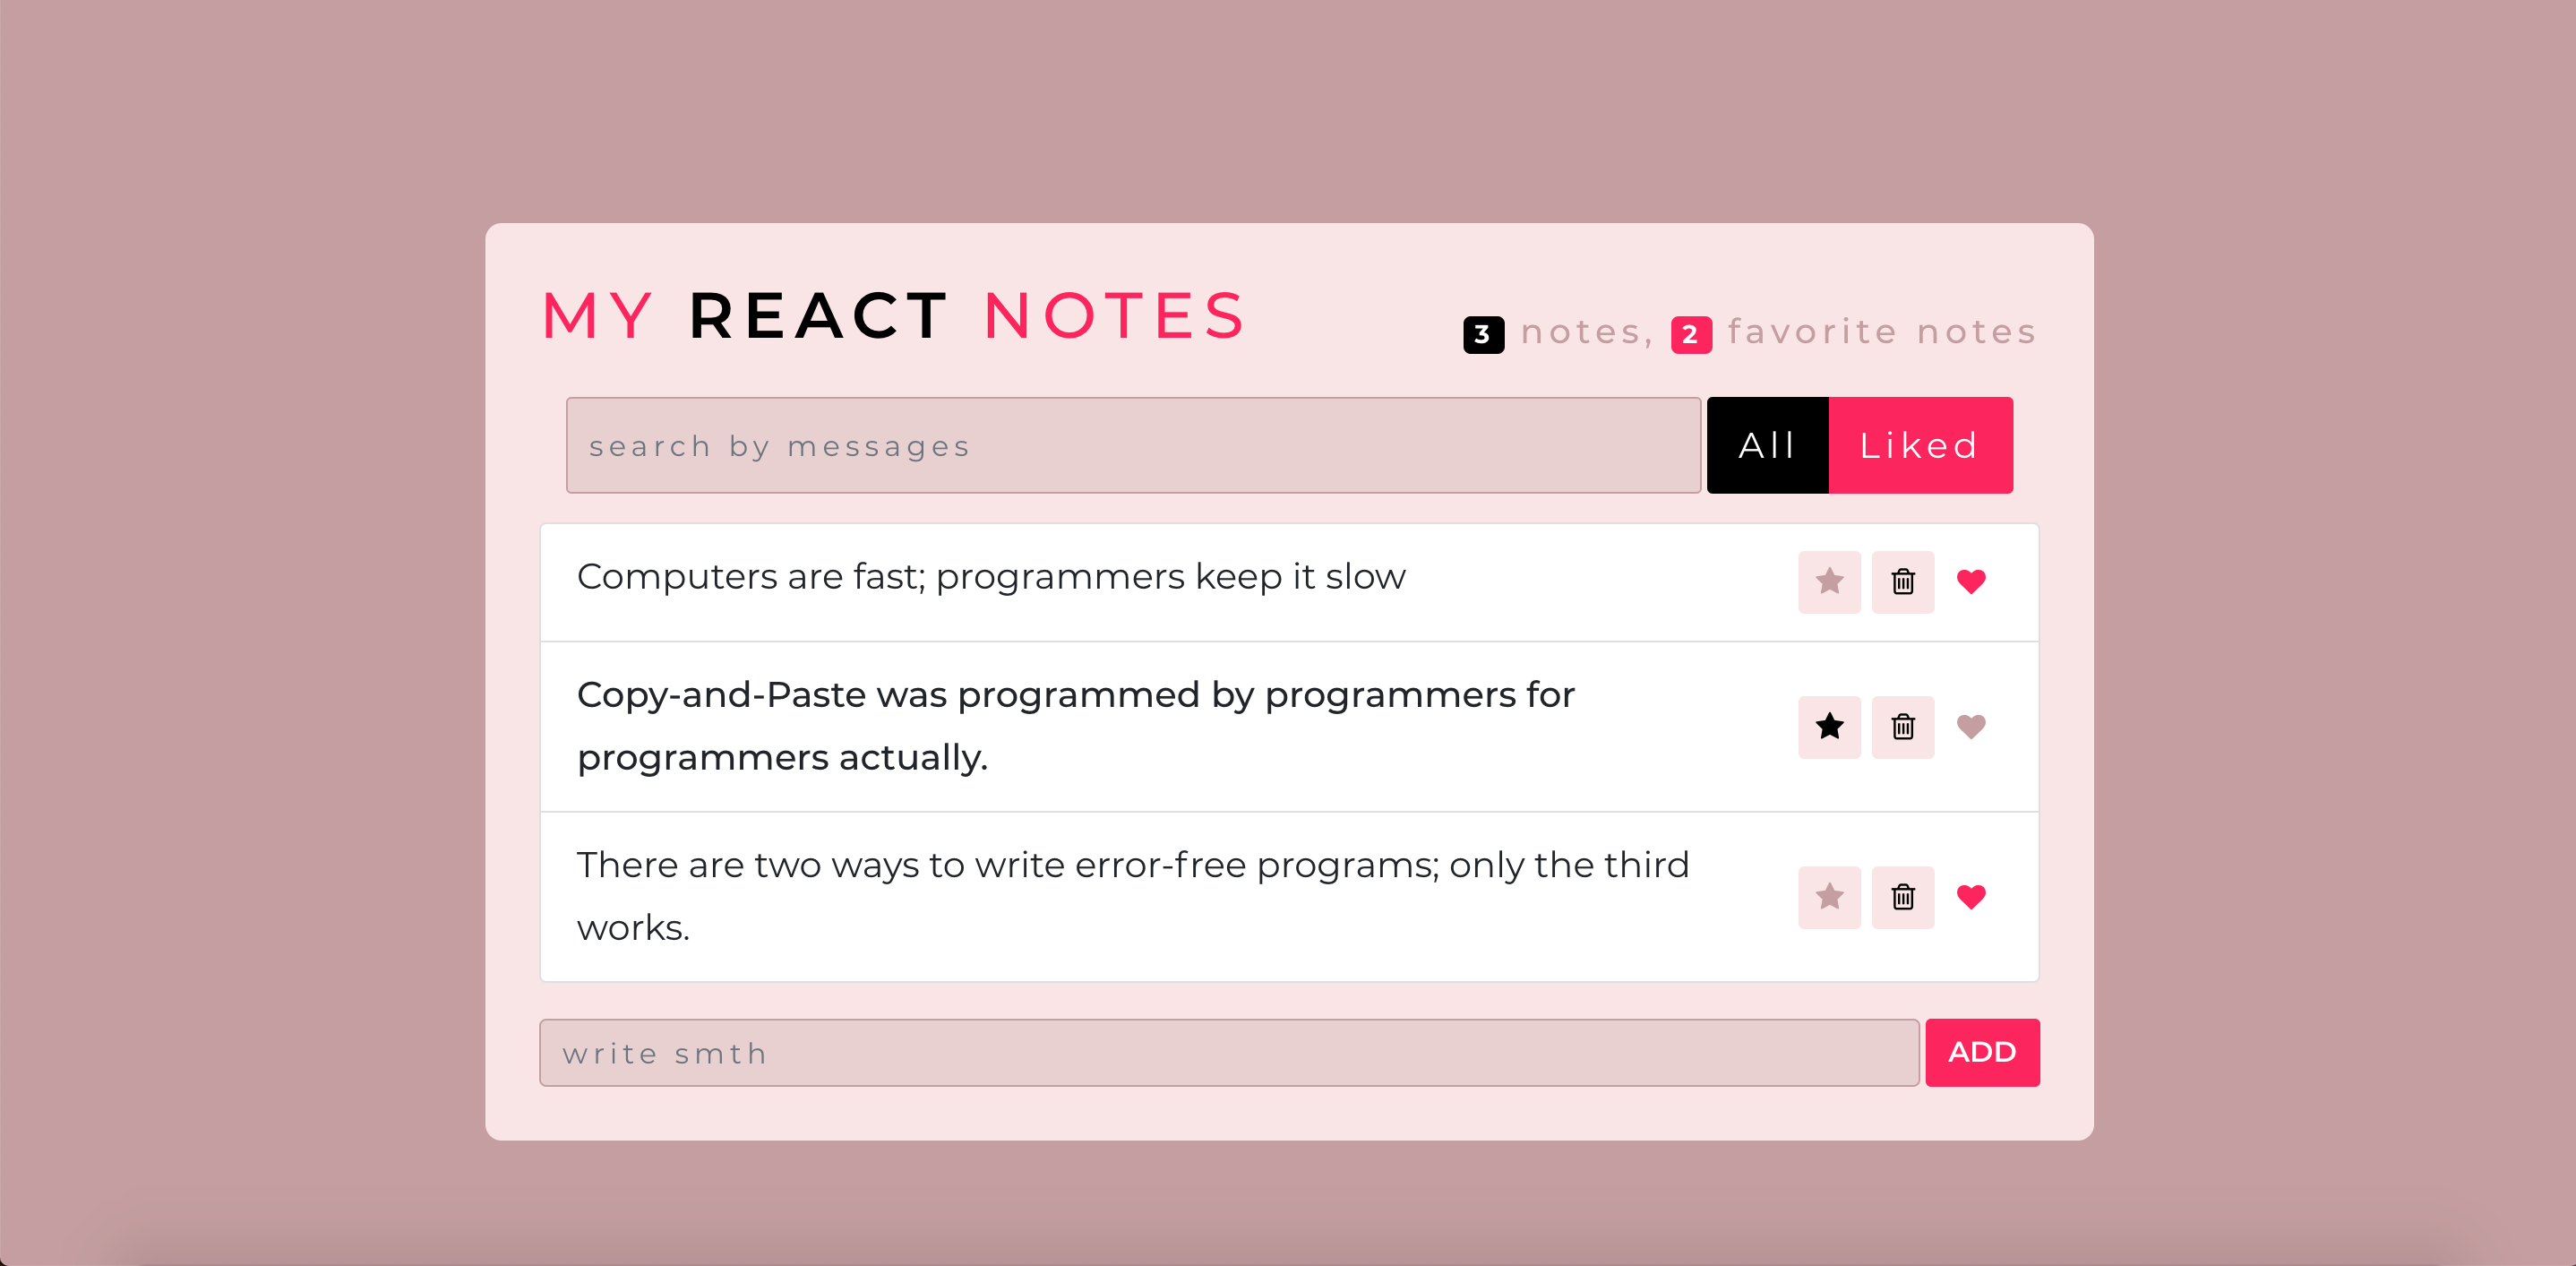 MY REACT NOTES
3 notes, 2 favorite notes
search by messages
All
Liked
Computers are fast; programmers keep it slow
Copy-and-Paste was programmed by programmers for
programmers actually.
There are two ways to write error-free programs; only the third
works.
write smth
ADD